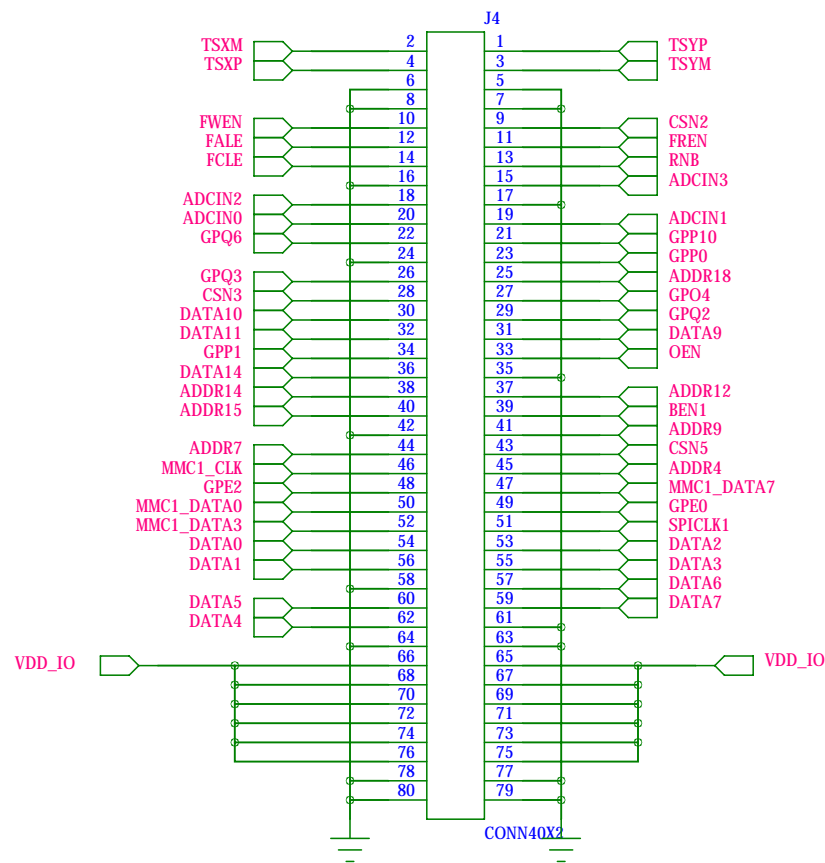 J4
TSXM 2 1 TSYP
TSXP 4 3 TSYM
6 5
8 7
FWEN 10 9 CSN2
FALE 12 11 FREN
FCLE 14 13 RNB
16 15 ADCIN3
ADCIN2 18 17
ADCIN0 20 19 ADCIN1
GPQ6 22 21 GPP10
24 23 GPP0
GPQ3 26 25 ADDR18
CSN3 28 27 GPO4
DATA10 30 29 GPQ2
DATA11 32 31 DATA9
GPP1 34 33 OEN
DATA14 36 35
ADDR14 38 37 ADDR12
ADDR15 40 39 BEN1
42 41 ADDR9
ADDR7 44 43 CSN5
MMC1_CLK 46 45 ADDR4
GPE2 48 47 MMC1_DATA7
MMC1_DATA0 50 49 GPE0
MMC1_DATA3 52 51 SPICLK1
DATA0 54 53 DATA2
DATA1 56 55 DATA3
58 57 DATA6
DATA5 60 59 DATA7
DATA4 62 61
64 63
VDD_IO 66 65 VDD_IO
68 67
70 69
72 71
74 73
76 75
78 77
80 79
CONN40X2